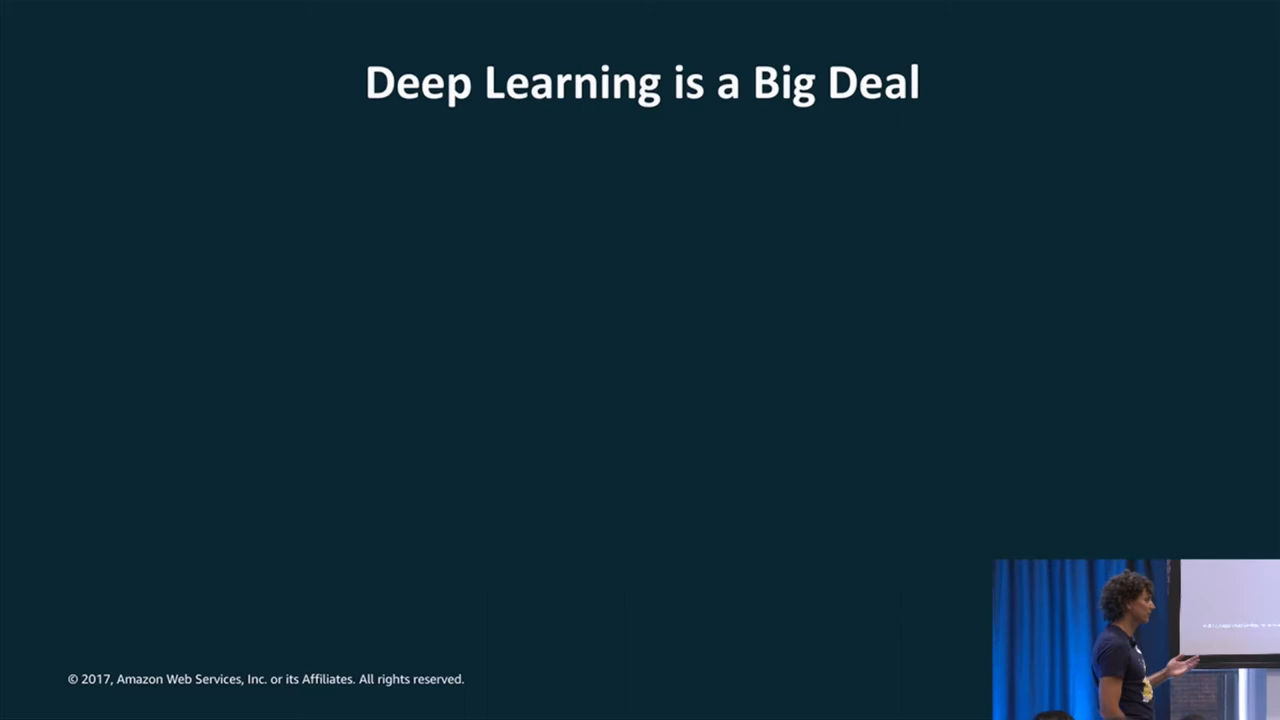 Deep Learning is a Big Deal
© 2017, Amazon Web Services, Inc. or its Affiliates. All rights reserved.